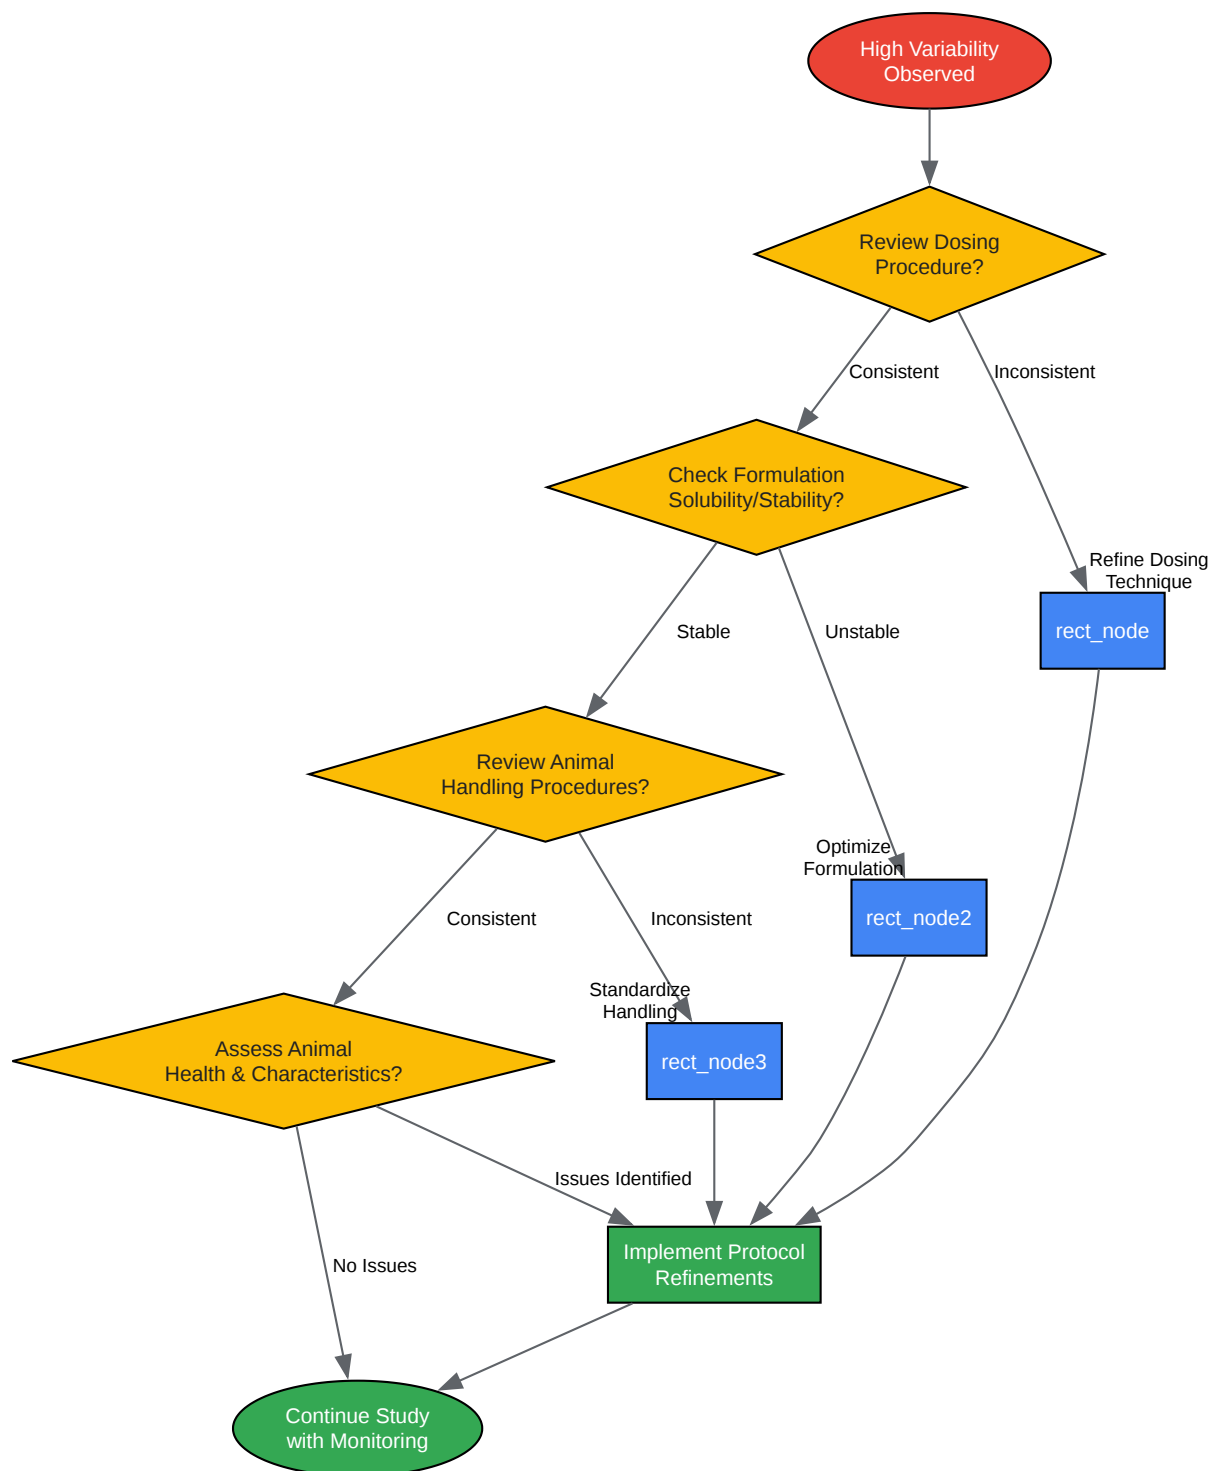 High Variability
Observed
Review Dosing
Procedure?
Consistent
Inconsistent
Check Formulation
Solubility/Stability?
Refine Dosing
Technique
rect_node
Stable
Unstable
Review Animal
Handling Procedures?
Optimize
Formulation
rect_node2
Consistent
Inconsistent
Standardize
Handling
rect_node3
Assess Animal
Health & Characteristics?
Issues Identified
Implement Protocol
Refinements
No Issues
Continue Study
with Monitoring